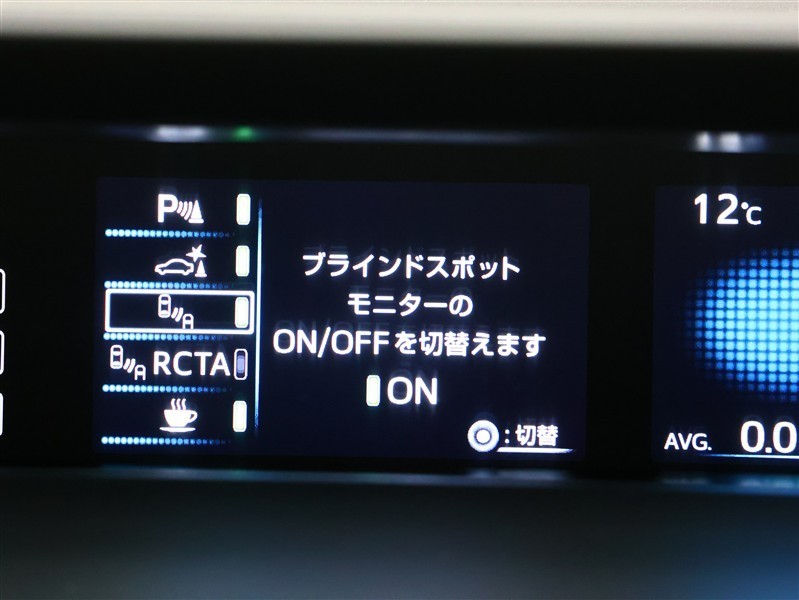 P
A
A RCTA
ブラインドスポット
モニターの
ON/OFFを切替えます
ON
:切替
12℃
AVG. 0.0